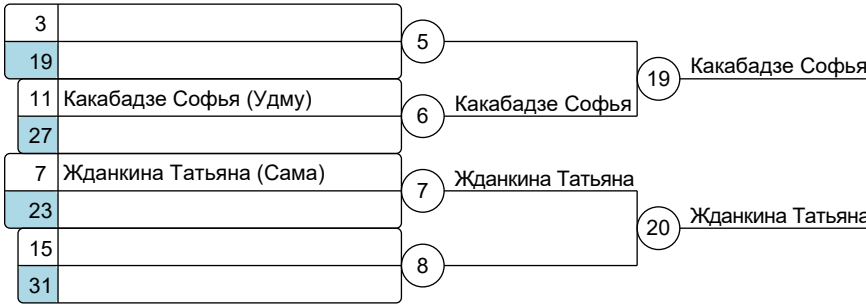 3
5
19
19 Какабадзе Софья
11 Какабадзе Софья (Удму)
6 Какабадзе Софья
27
7 Жданкина Татьяна (Сама)
7 Жданкина Татьяна
23
20 Жданкина Татьяна
15
8
31